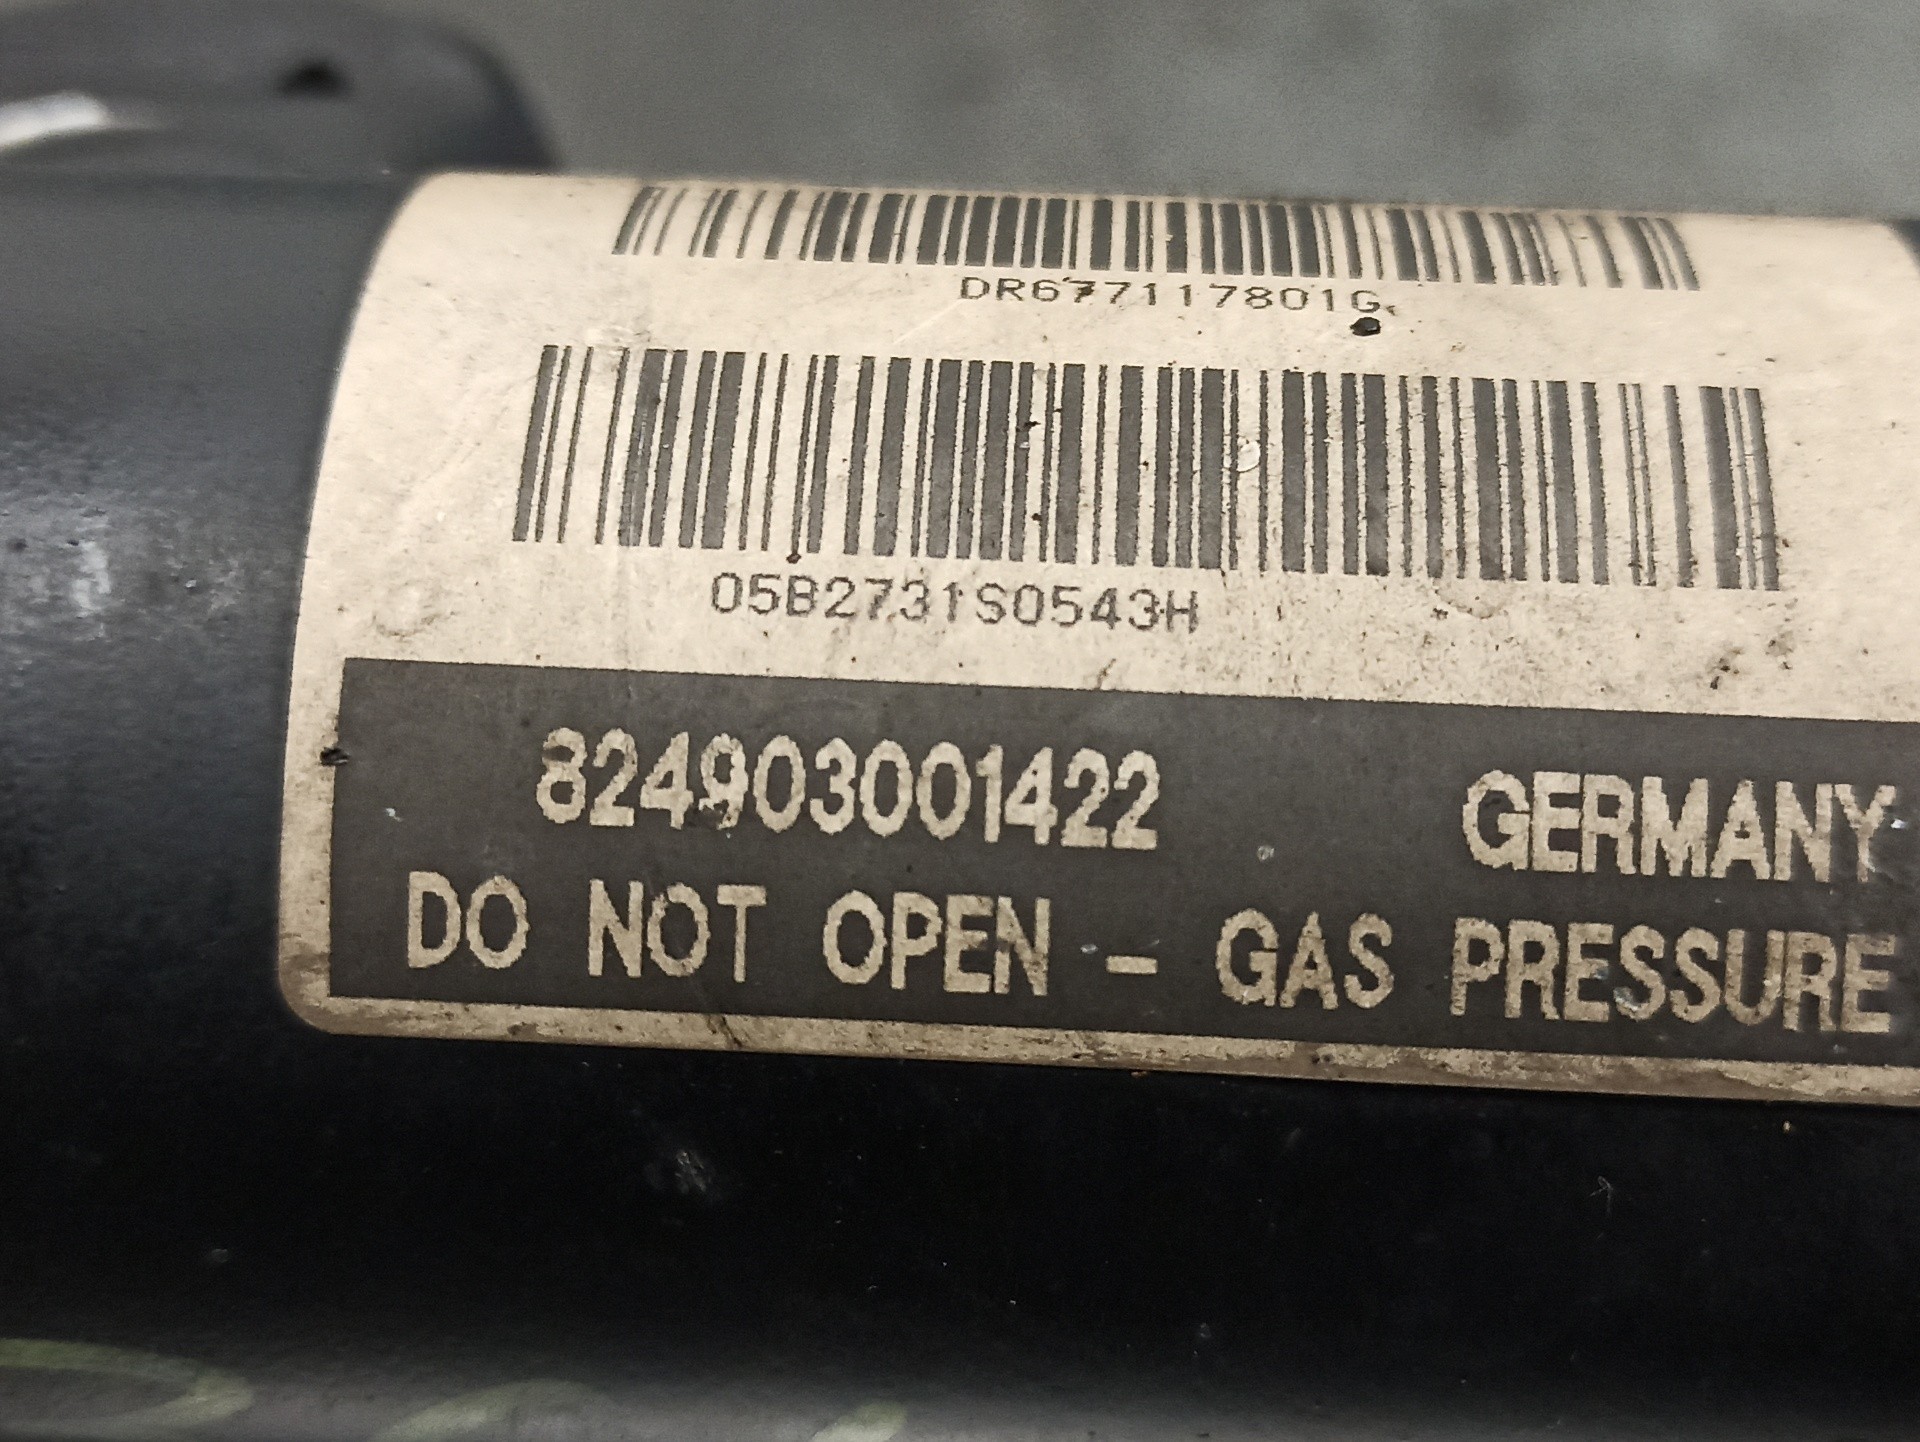 DR677117801G
05B2731S0543H
824903001422 GERMANY
DO NOT OPEN - GAS PRESSURE